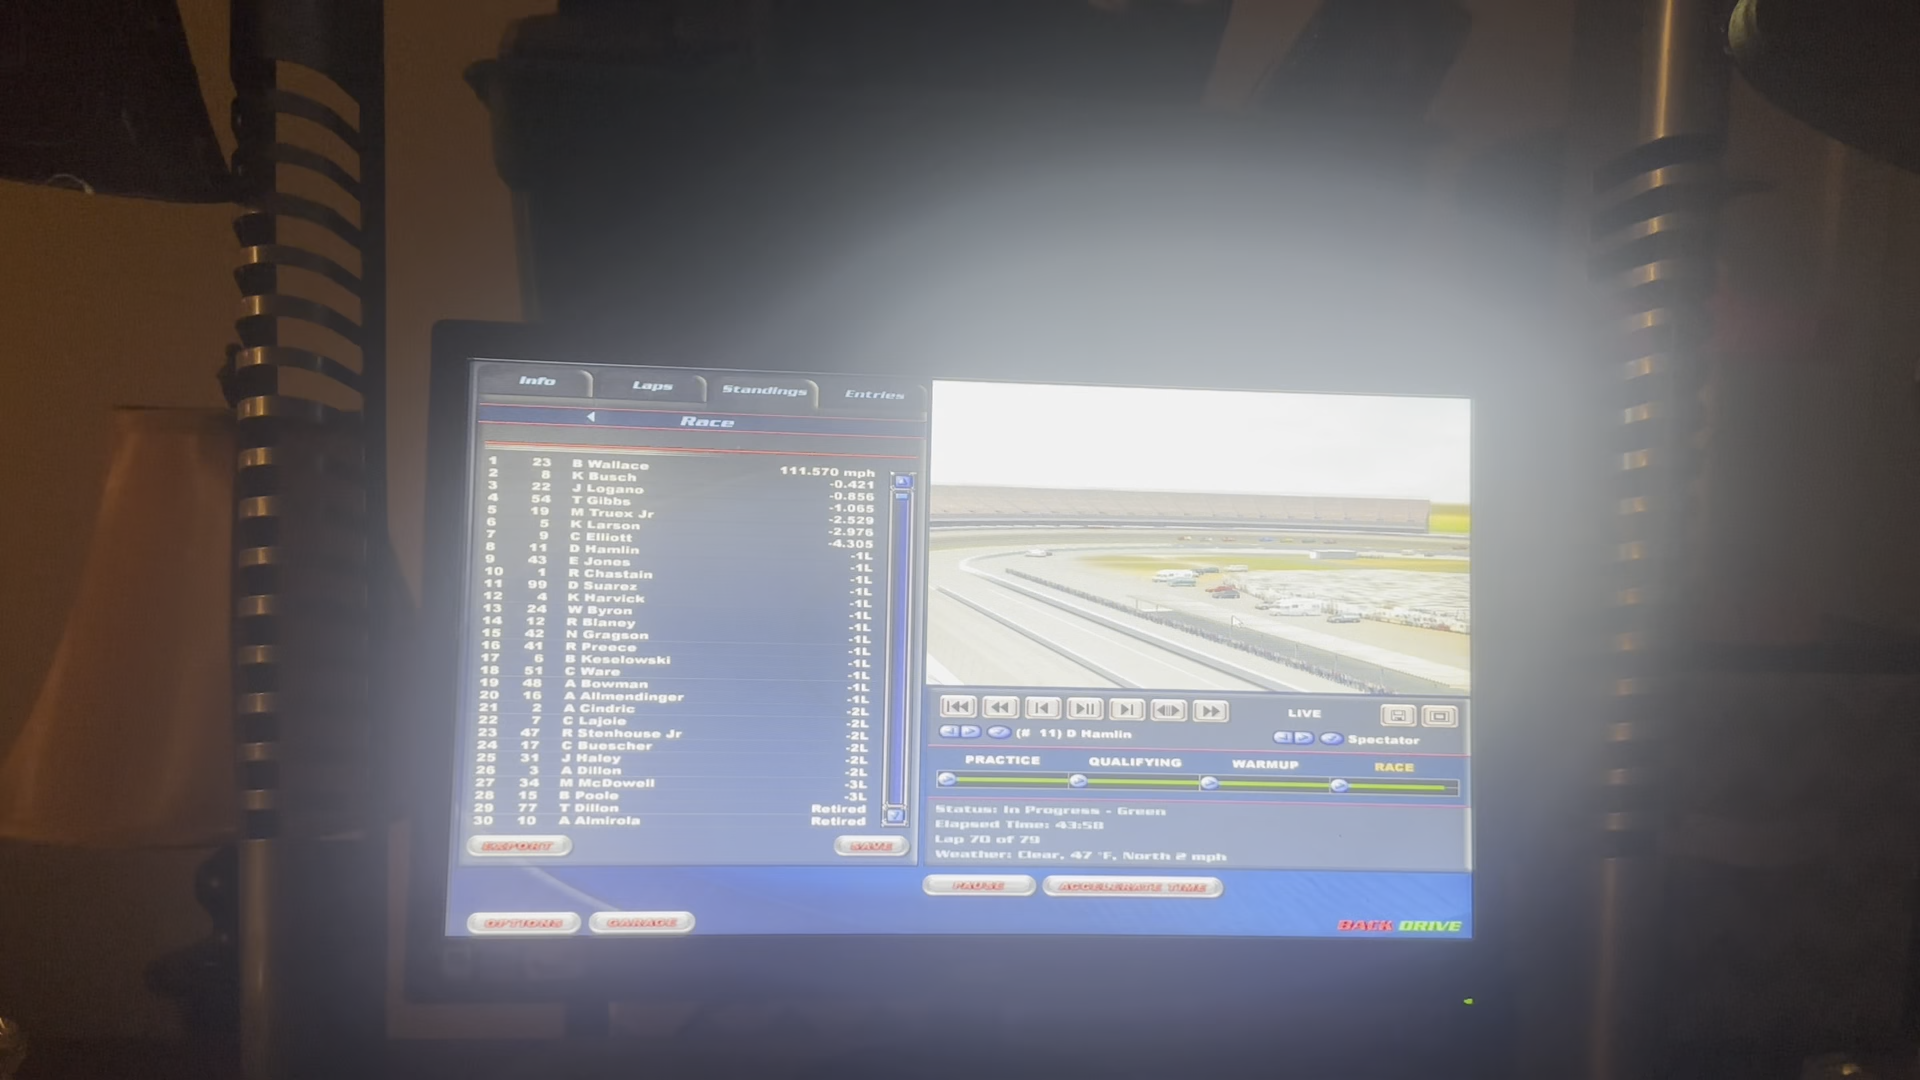 Info Laps Standings Entries
Race
1 23 B Wallace 111.570 mph
2 8 K Busch -0.421
3 22 J Logano -0.856
4 54 T Gibbs -1.065
5 19 M Truex Jr -2.529
6 5 K Larson -2.976
7 9 C Elliott -4.305
8 11 D Hamlin -1L
9 43 E Jones -1L
10 1 R Chastain -1L
11 99 D Suarez -1L
12 4 K Harvick -1L
13 24 W Byron -1L
14 12 R Blaney -1L
15 42 N Gragson -1L
16 41 R Preece -1L
17 6 B Keselowski -1L
18 51 C Ware -1L
19 48 A Bowman -1L
20 16 A Allmendinger -1L
21 2 A Cindric -2L
22 7 C Lajoie -2L
23 47 R Stenhouse Jr -2L
24 17 C Buescher -2L
25 31 J Haley -2L
26 3 A Dillon -2L
27 34 M McDowell -3L
28 15 B Poole -3L
29 77 T Dillon Retired
30 10 A Almirola Retired
EXPORT SAVE
LIVE
(# 11) D Hamlin Spectator
PRACTICE QUALIFYING WARMUP RACE
Status: In Progress - Green
Elapsed Time: 43:58
Lap 70 of 79
Weather: Clear, 47 °F, North 2 mph
PAUSE ACCELERATE TIME
OPTIONS GARAGE
BACK DRIVE